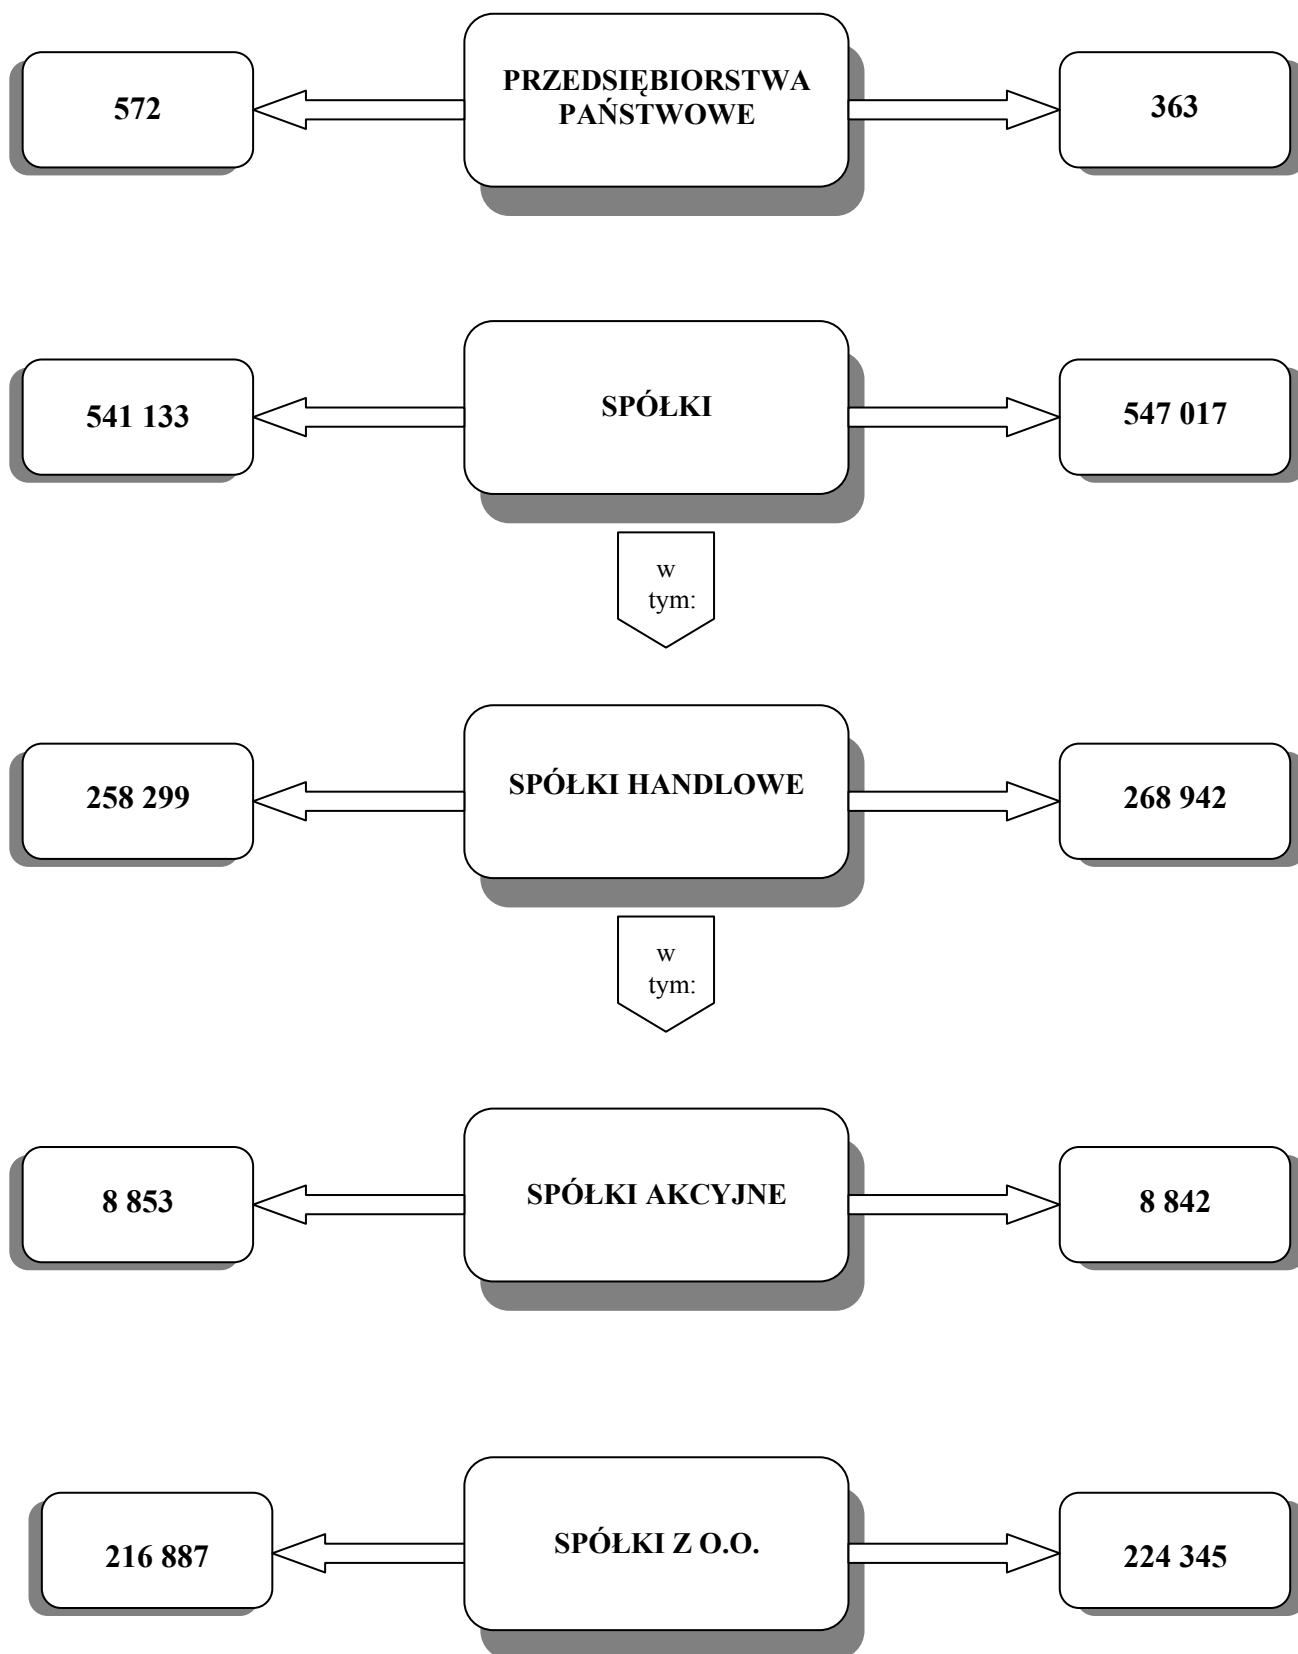 572
PRZEDSIĘBIORSTWA
PAŃSTWOWE
363
541 133
SPÓŁKI
547 017
w
tym:
258 299
SPÓŁKI HANDLOWE
268 942
w
tym:
8 853
SPÓŁKI AKCYJNE
8 842
216 887
SPÓŁKI Z O.O.
224 345